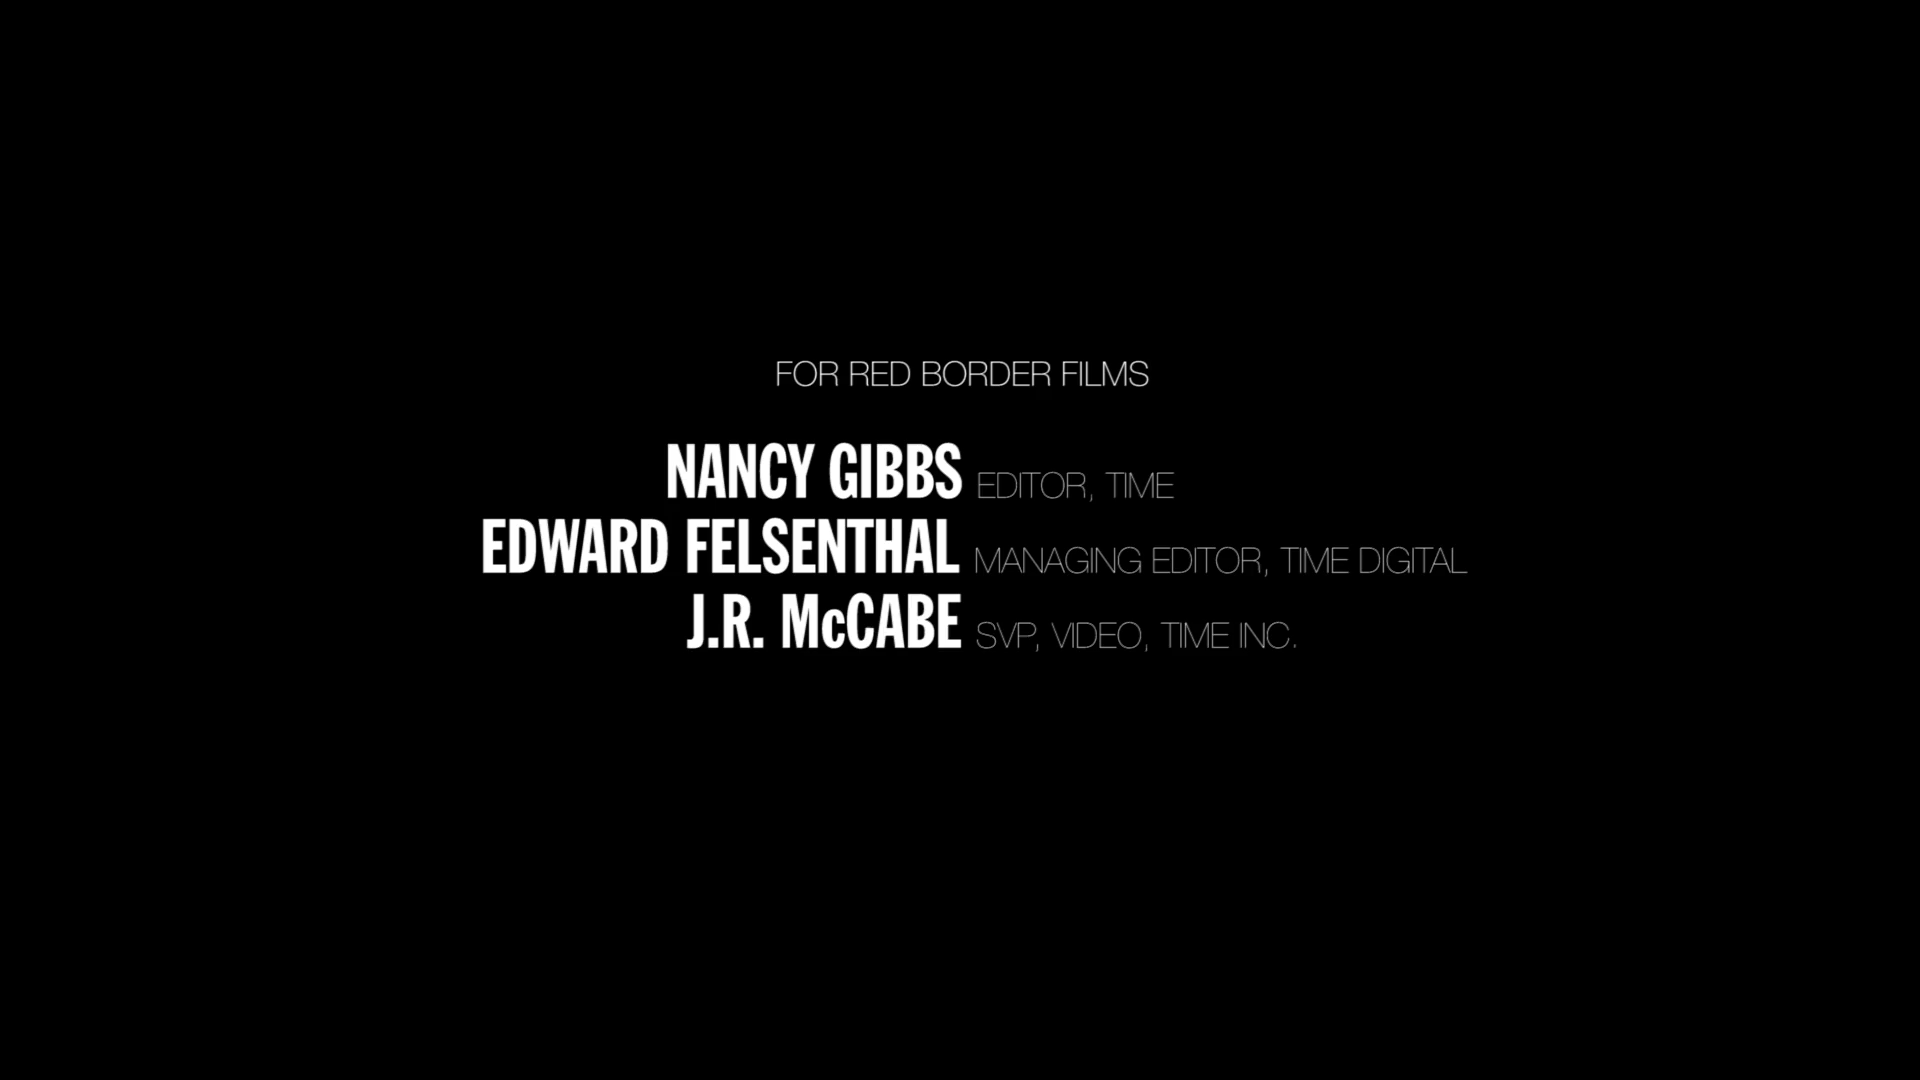 FOR RED BORDER FILMS
NANCY GIBBS EDITOR, TIME
EDWARD FELSENTHAL MANAGING EDITOR, TIME DIGITAL
J.R. McCABE SVP, VIDEO, TIME INC.